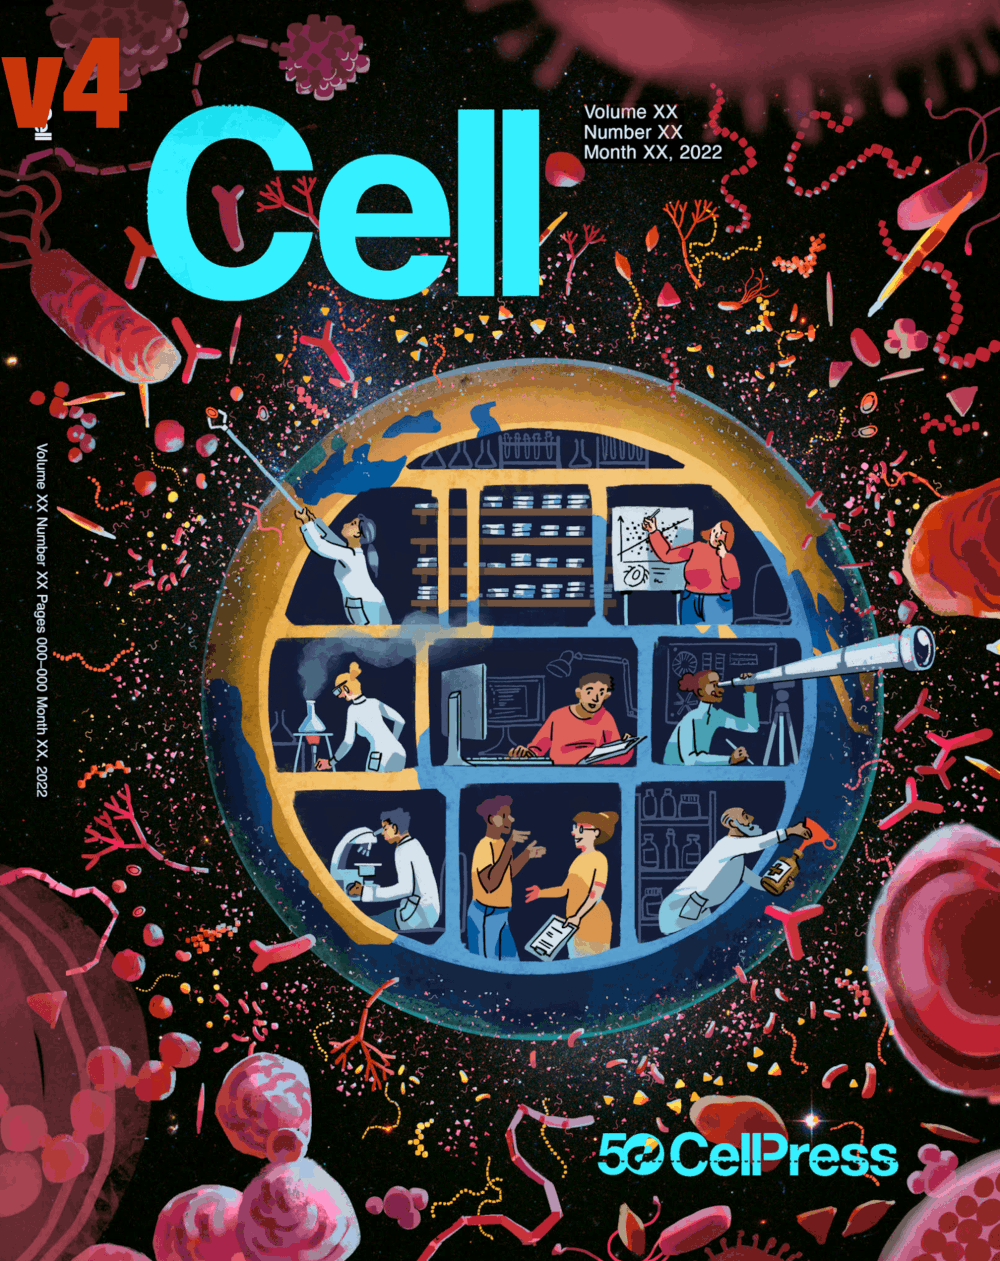 v4
Cell
Cell
Volume XX
Number XX
Month XX, 2022
Volume XX Number XX Pages 000–000 Month XX, 2022
50 CellPress